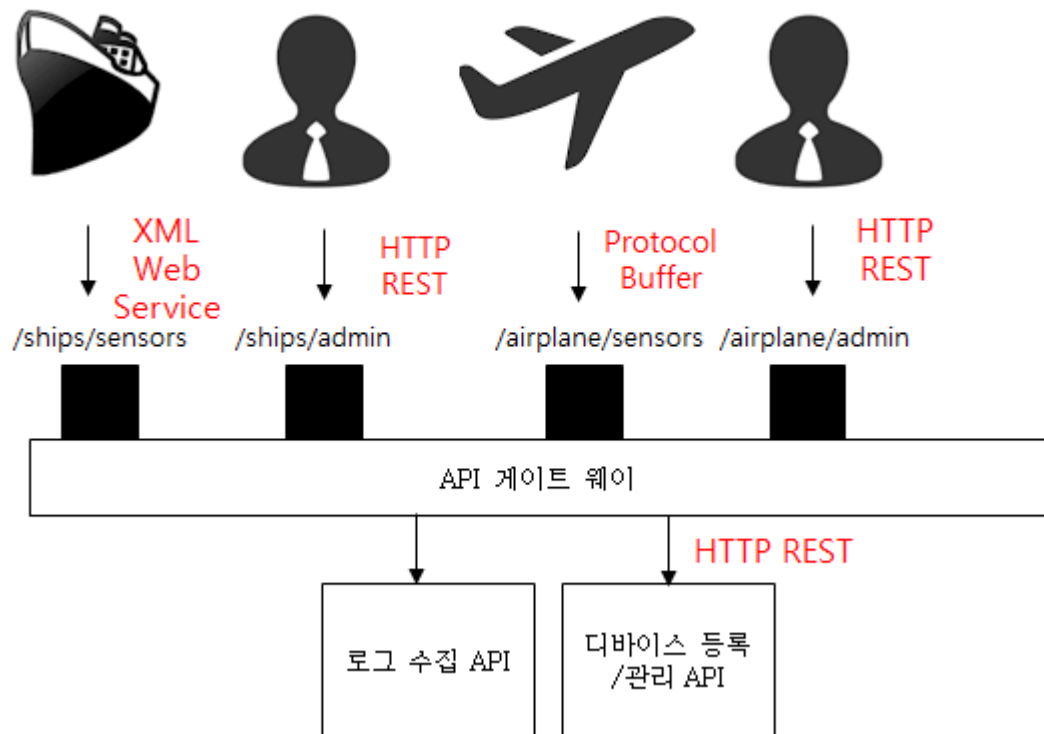 XML
Web
Service
HTTP
REST
Protocol
Buffer
HTTP
REST
/ships/sensors
/ships/admin
/airplane/sensors
/airplane/admin
API 게이트 웨이
HTTP REST
로그 수집 API
디바이스 등록
/관리 API